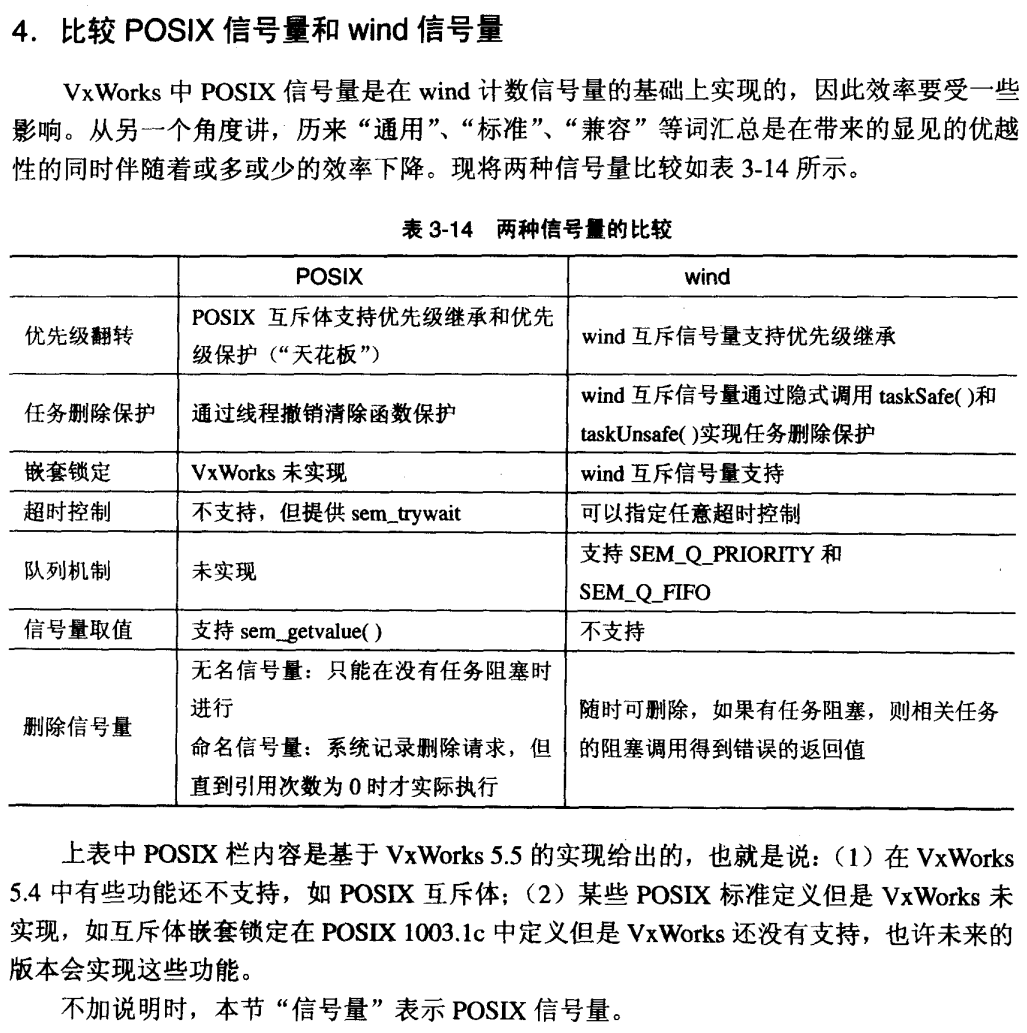 4. 比较 POSIX 信号量和 wind 信号量
VxWorks 中 POSIX 信号量是在 wind 计数信号量的基础上实现的，因此效率要受一些
影响。从另一个角度讲，历来“通用”、“标准”、“兼容”等词汇总是在带来的显见的优越
性的同时伴随着或多或少的效率下降。现将两种信号量比较如表 3-14 所示。
表 3-14 两种信号量的比较
POSIX
wind
优先级翻转
POSIX 互斥体支持优先级继承和优先
级保护（“天花板”）
wind 互斥信号量支持优先级继承
任务删除保护
通过线程撤销清除函数保护
wind 互斥信号量通过隐式调用 taskSafe( )和
taskUnsafe( )实现任务删除保护
嵌套锁定
VxWorks 未实现
wind 互斥信号量支持
超时控制
不支持，但提供 sem_trywait
可以指定任意超时控制
队列机制
未实现
支持 SEM_Q_PRIORITY 和
SEM_Q_FIFO
信号量取值
支持 sem_getvalue( )
不支持
删除信号量
无名信号量：只能在没有任务阻塞时
进行
命名信号量：系统记录删除请求，但
直到引用次数为 0 时才实际执行
随时可删除，如果有任务阻塞，则相关任务
的阻塞调用得到错误的返回值
上表中 POSIX 栏内容是基于 VxWorks 5.5 的实现给出的，也就是说：（1）在 VxWorks
5.4 中有些功能还不支持，如 POSIX 互斥体；（2）某些 POSIX 标准定义但是 VxWorks 未
实现，如互斥体嵌套锁定在 POSIX 1003.1c 中定义但是 VxWorks 还没有支持，也许未来的
版本会实现这些功能。
不加说明时，本节“信号量”表示 POSIX 信号量。